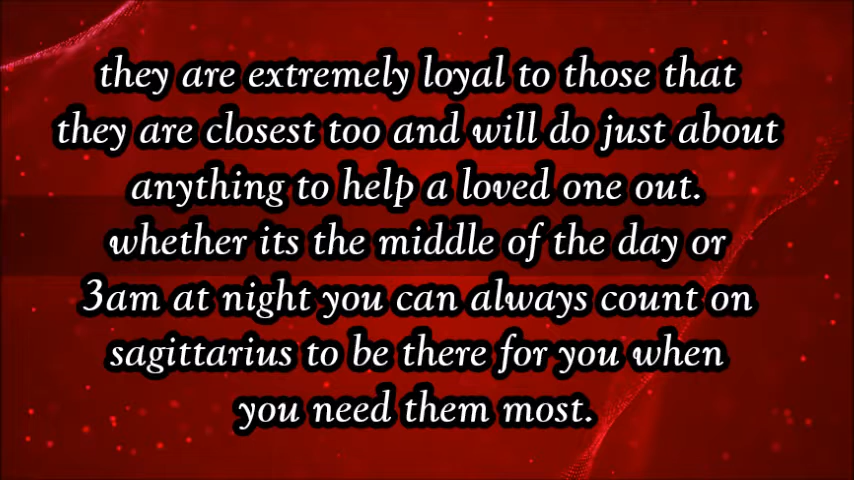 they are extremely loyal to those that
they are closest too and will do just about
anything to help a loved one out.
whether its the middle of the day or
3am at night you can always count on
sagittarius to be there for you when
you need them most.